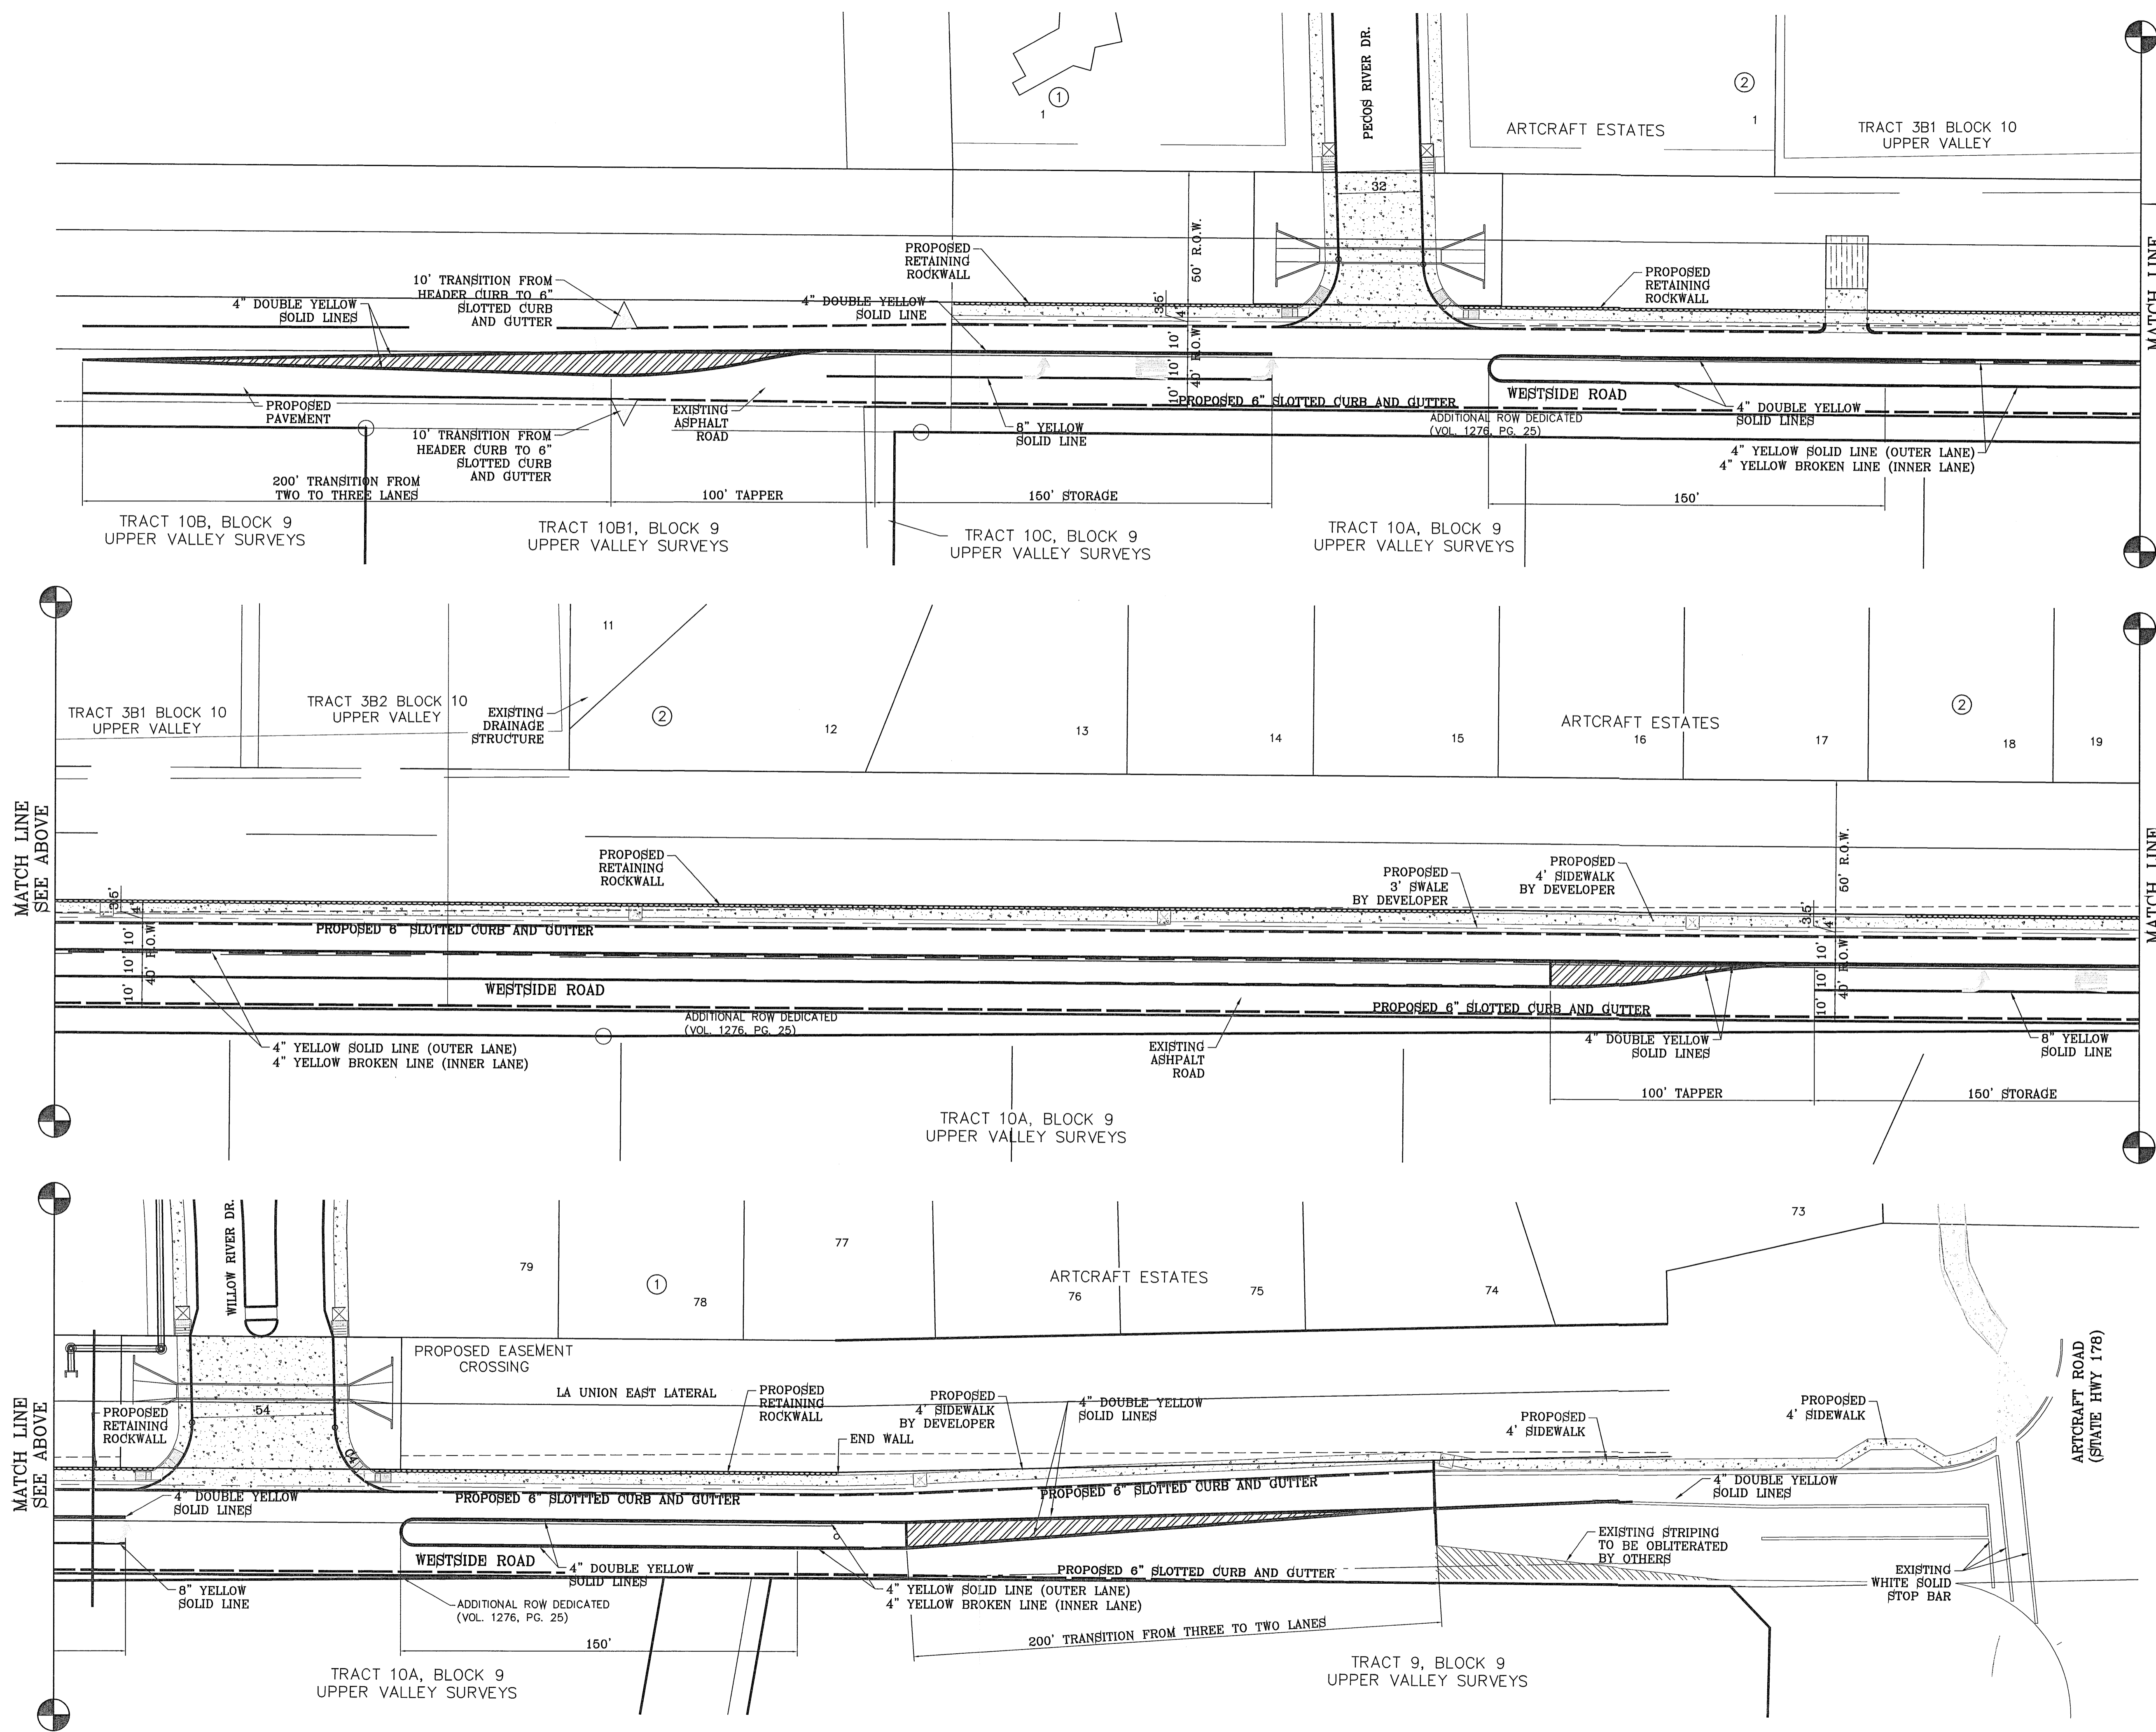 PECOS RIVER DR.
1
1
2
1
ARTCRAFT ESTATES
TRACT 3B1 BLOCK 10
UPPER VALLEY
32
50' R.O.W.
PROPOSED
RETAINING
ROCKWALL
10' TRANSITION FROM
HEADER CURB TO 6"
SLOTTED CURB
AND GUTTER
4" DOUBLE YELLOW
SOLID LINES
4" DOUBLE YELLOW
SOLID LINE
PROPOSED
RETAINING
ROCKWALL
MATCH LINE
3.5'
4'
10'
10'
10'
40' R.O.W.
PROPOSED
PAVEMENT
EXISTING
ASPHALT
ROAD
PROPOSED 6" SLOTTED CURB AND GUTTER
WESTSIDE ROAD
4" DOUBLE YELLOW
SOLID LINES
ADDITIONAL ROW DEDICATED
(VOL. 1276, PG. 25)
8" YELLOW
SOLID LINE
10' TRANSITION FROM
HEADER CURB TO 6"
SLOTTED CURB
AND GUTTER
4" YELLOW SOLID LINE (OUTER LANE)
4" YELLOW BROKEN LINE (INNER LANE)
200' TRANSITION FROM
TWO TO THREE LANES
100' TAPPER
150' STORAGE
150'
TRACT 10B, BLOCK 9
UPPER VALLEY SURVEYS
TRACT 10B1, BLOCK 9
UPPER VALLEY SURVEYS
TRACT 10C, BLOCK 9
UPPER VALLEY SURVEYS
TRACT 10A, BLOCK 9
UPPER VALLEY SURVEYS
11
TRACT 3B1 BLOCK 10
UPPER VALLEY
TRACT 3B2 BLOCK 10
UPPER VALLEY
EXISTING
DRAINAGE
STRUCTURE
2
12
13
14
15
ARTCRAFT ESTATES
16
17
2
18
19
MATCH LINE
SEE ABOVE
PROPOSED
RETAINING
ROCKWALL
PROPOSED
3' SWALE
BY DEVELOPER
PROPOSED
4' SIDEWALK
BY DEVELOPER
50' R.O.W.
MATCH LINE
3.5'
4'
10'
10'
10'
40' R.O.W.
PROPOSED 6" SLOTTED CURB AND GUTTER
3.5'
4'
10'
10'
10'
40' R.O.W.
WESTSIDE ROAD
PROPOSED 6" SLOTTED CURB AND GUTTER
ADDITIONAL ROW DEDICATED
(VOL. 1276, PG. 25)
4" YELLOW SOLID LINE (OUTER LANE)
4" YELLOW BROKEN LINE (INNER LANE)
EXISTING
ASHPALT
ROAD
4" DOUBLE YELLOW
SOLID LINES
8" YELLOW
SOLID LINE
100' TAPPER
150' STORAGE
TRACT 10A, BLOCK 9
UPPER VALLEY SURVEYS
WILLOW RIVER DR.
79
1
78
77
ARTCRAFT ESTATES
76
75
74
73
PROPOSED EASEMENT
CROSSING
LA UNION EAST LATERAL
MATCH LINE
SEE ABOVE
PROPOSED
RETAINING
ROCKWALL
54
PROPOSED
RETAINING
ROCKWALL
END WALL
PROPOSED
4' SIDEWALK
BY DEVELOPER
4" DOUBLE YELLOW
SOLID LINES
PROPOSED
4' SIDEWALK
PROPOSED
4' SIDEWALK
ARTCRAFT ROAD
(STATE HWY 178)
4" DOUBLE YELLOW
SOLID LINES
PROPOSED 6" SLOTTTED CURB AND GUTTER
PROPOSED 6" SLOTTTED CURB AND GUTTER
4" DOUBLE YELLOW
SOLID LINES
WESTSIDE ROAD
4" DOUBLE YELLOW
SOLID LINES
PROPOSED 6" SLOTTED CURB AND GUTTER
EXISTING STRIPING
TO BE OBLITERATED
BY OTHERS
EXISTING
WHITE SOLID
STOP BAR
8" YELLOW
SOLID LINE
ADDITIONAL ROW DEDICATED
(VOL. 1276, PG. 25)
4" YELLOW SOLID LINE (OUTER LANE)
4" YELLOW BROKEN LINE (INNER LANE)
150'
200' TRANSITION FROM THREE TO TWO LANES
TRACT 10A, BLOCK 9
UPPER VALLEY SURVEYS
TRACT 9, BLOCK 9
UPPER VALLEY SURVEYS